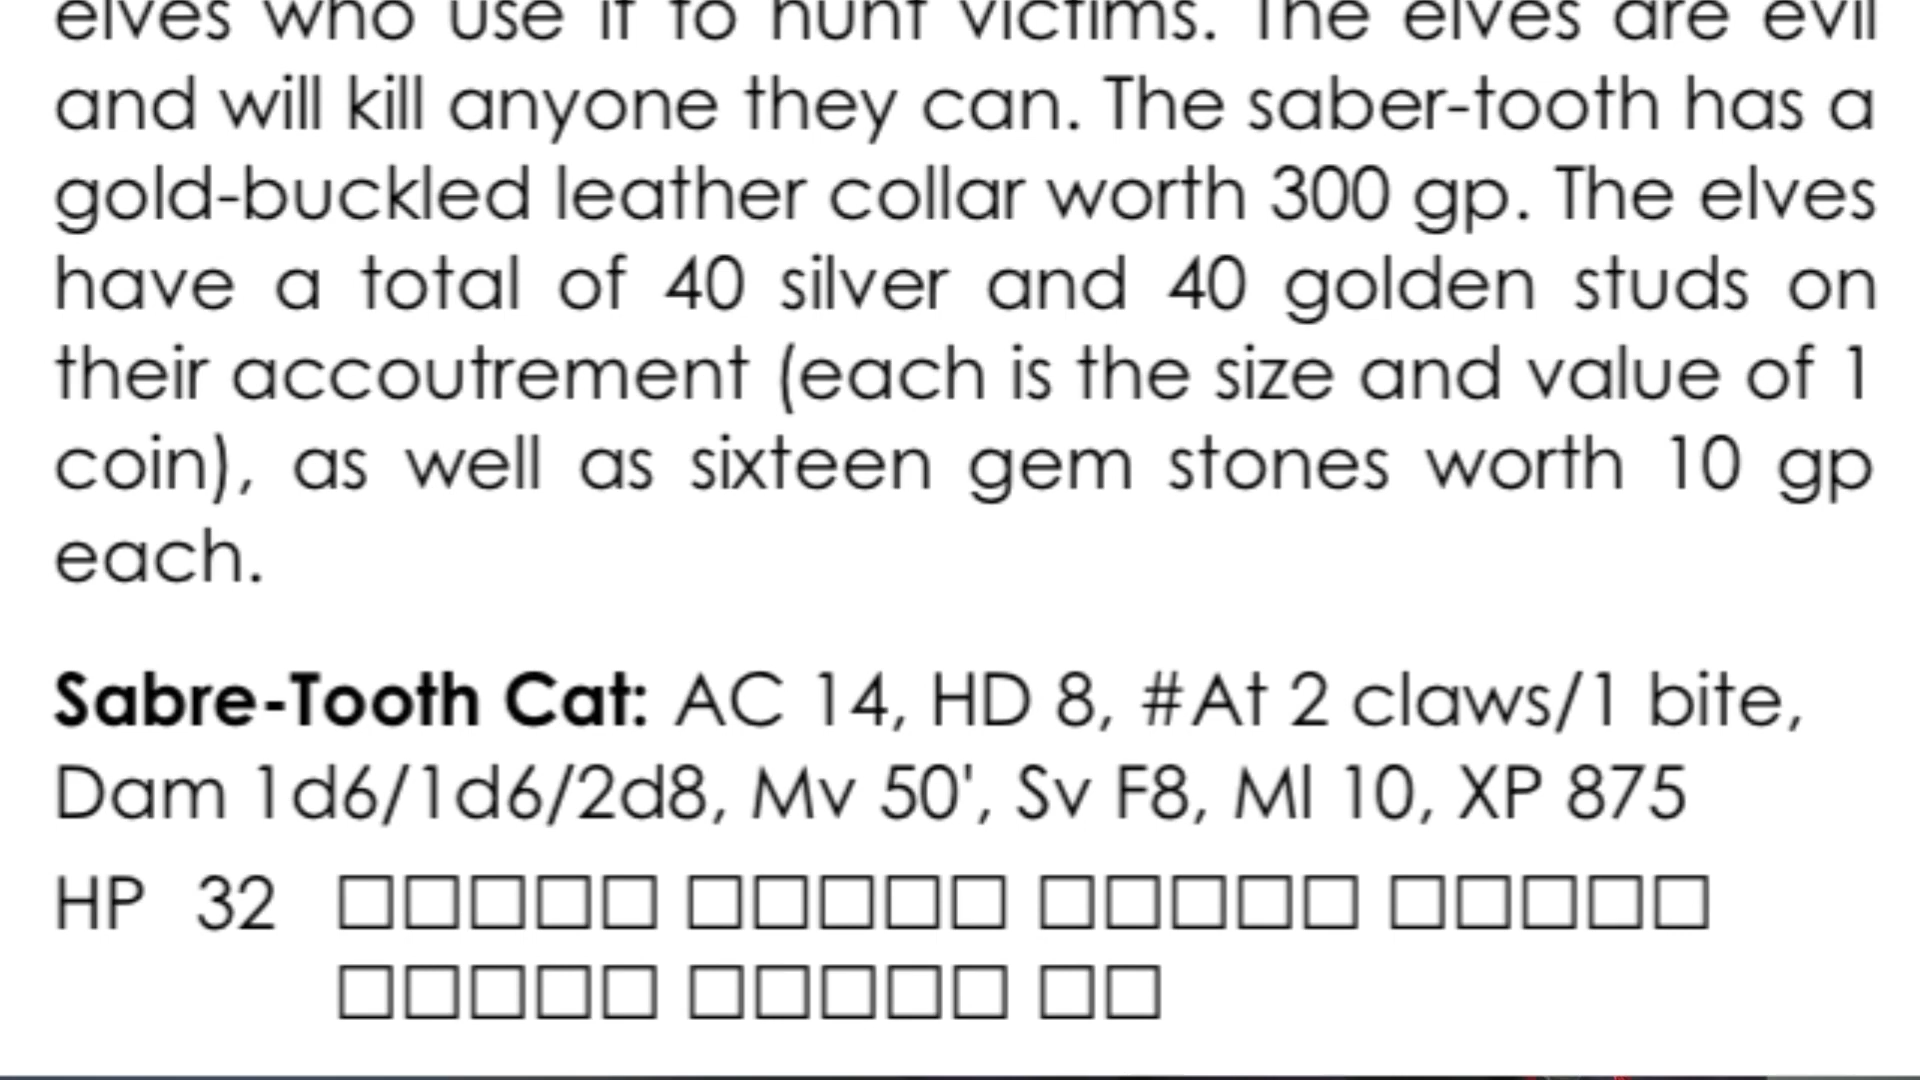 elves who use it to hunt victims. The elves are evil
and will kill anyone they can. The saber-tooth has a
gold-buckled leather collar worth 300 gp. The elves
have a total of 40 silver and 40 golden studs on
their accoutrement (each is the size and value of 1
coin), as well as sixteen gem stones worth 10 gp
each.
Sabre-Tooth Cat: AC 14, HD 8, #At 2 claws/1 bite,
Dam 1d6/1d6/2d8, Mv 50', Sv F8, Ml 10, XP 875
HP 32 □□□□□ □□□□□ □□□□□ □□□□□
□□□□□ □□□□□ □□